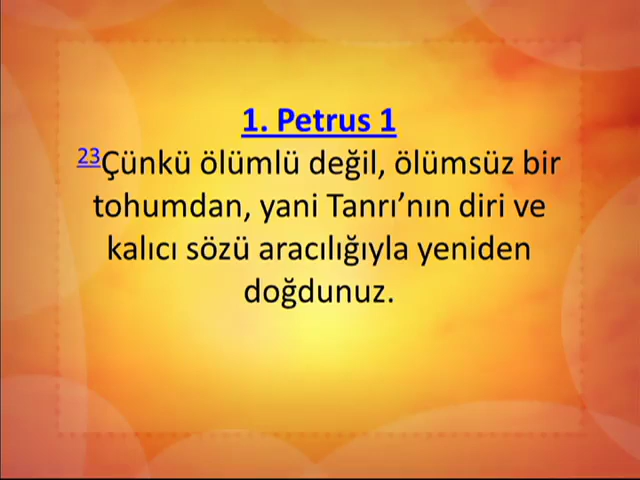 1. Petrus 1
23Çünkü ölümlü değil, ölümsüz bir
tohumdan, yani Tanrı’nın diri ve
kalıcı sözü aracılığıyla yeniden
doğdunuz.